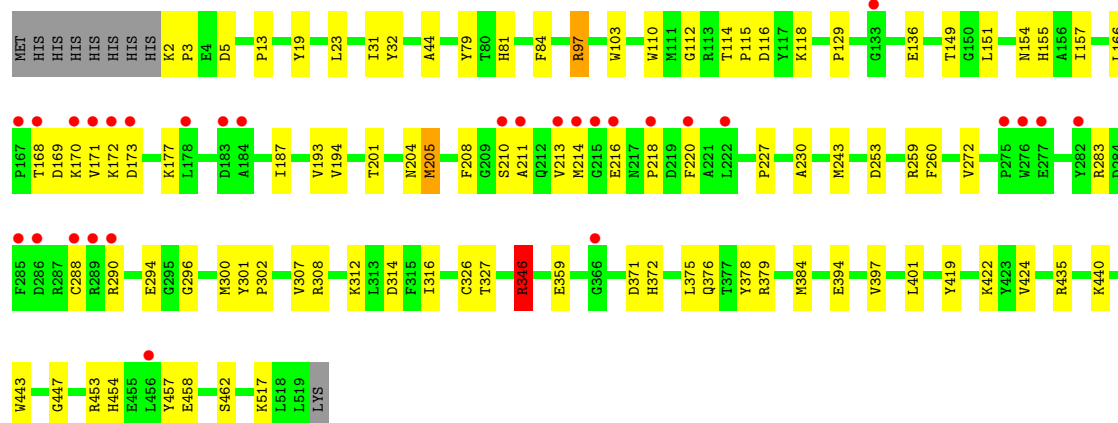 MET HIS HIS HIS HIS HIS HIS K2 P3 E4 D5 P13 Y19 L23 I31 Y32 A44 Y79 T80 H81 F84 R97 W103 W110 M111 G112 R113 T114 P115 D116 Y117 K118 P129 G133 E136 T149 G150 L151 N154 H155 A156 I157 L166
P167 T168 D169 K170 V171 K172 D173 K177 L178 D183 A184 I187 V193 V194 T201 N204 M205 F208 G209 S210 A211 Q212 V213 M214 G215 E216 N217 P218 D219 F220 A221 L222 P227 A230 M243 D253 R259 F260 V272 P275 W276 E277 Y282 R283 D284
F285 D286 R287 C288 R289 R290 E294 G295 G296 M300 Y301 P302 V307 R308 K312 L313 D314 F315 I316 C326 T327 R346 E359 G366 D371 H372 L375 Q376 T377 Y378 R379 M384 E394 V397 L401 Y419 K422 Y423 V424 R435 K440
W443 G447 R453 H454 E455 L456 Y457 E458 S462 K517 L518 L519 LYS